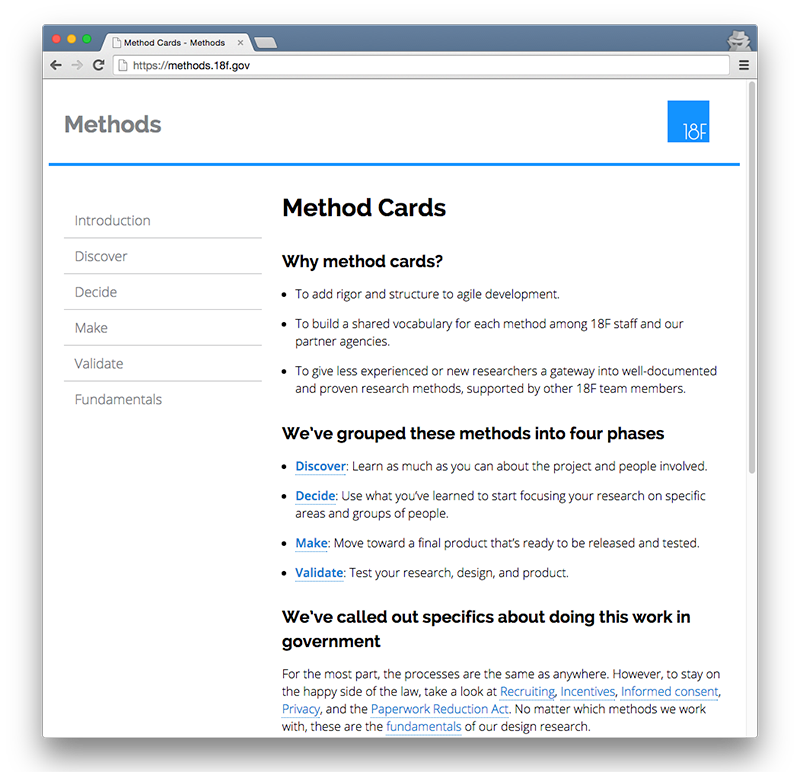 Method Cards - Methods
https://methods.18f.gov
Methods
18F
Introduction
Discover
Decide
Make
Validate
Fundamentals
Method Cards
Why method cards?
To add rigor and structure to agile development.
To build a shared vocabulary for each method among 18F staff and our
partner agencies.
To give less experienced or new researchers a gateway into well-documented
and proven research methods, supported by other 18F team members.
We’ve grouped these methods into four phases
Discover: Learn as much as you can about the project and people involved.
Decide: Use what you’ve learned to start focusing your research on specific
areas and groups of people.
Make: Move toward a final product that’s ready to be released and tested.
Validate: Test your research, design, and product.
We’ve called out specifics about doing this work in
government
For the most part, the processes are the same as anywhere. However, to stay on
the happy side of the law, take a look at Recruiting, Incentives, Informed consent,
Privacy, and the Paperwork Reduction Act. No matter which methods we work
with, these are the fundamentals of our design research.